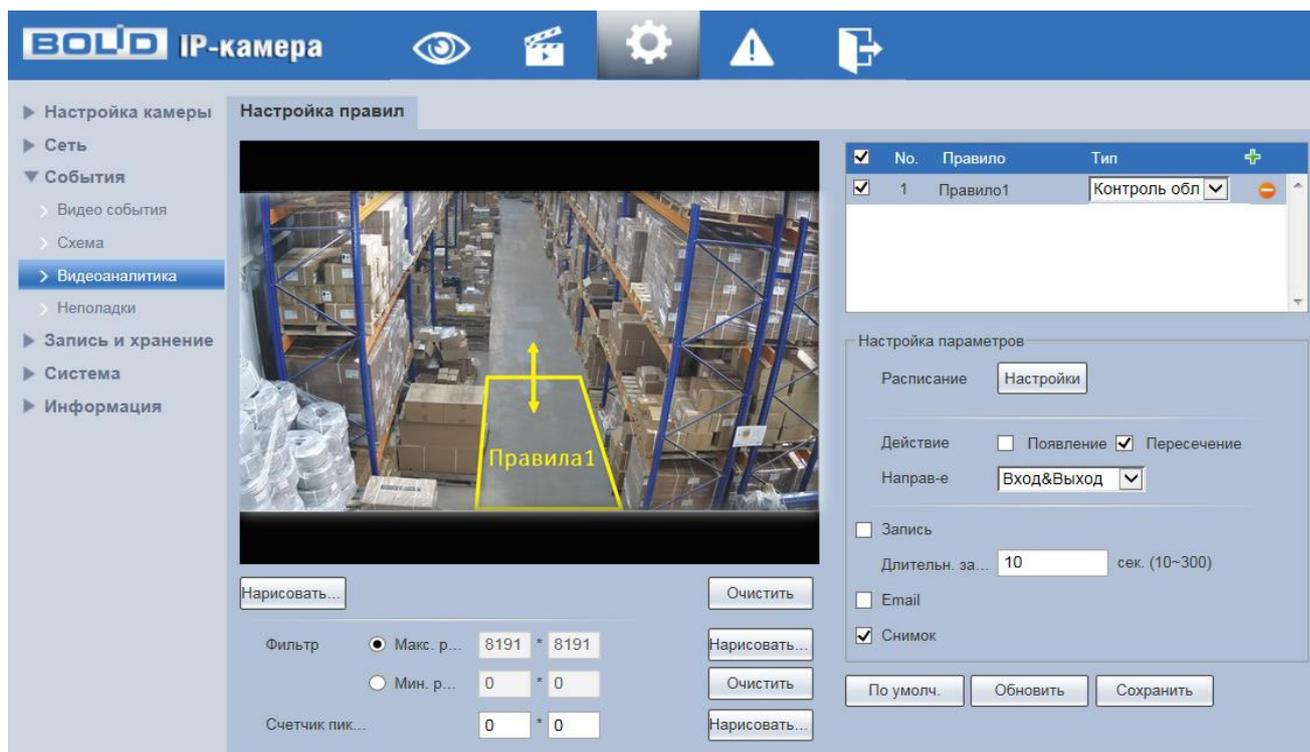 BOLID IP-камера
Настройка камеры
Сеть
События
Видео события
Схема
Видеоаналитика
Неполадки
Запись и хранение
Система
Информация
Настройка правил
Правила1
Нарисовать...
Очистить
Фильтр Макс. р... 8191 * 8191 Нарисовать...
Мин. р... 0 * 0 Очистить
Счетчик пик... 0 * 0 Нарисовать...
No. Правило Тип
1 Правило1 Контроль обл
Настройка параметров
Расписание Настройки
Действие Появление Пересечение
Направ-е Вход&Выход
Запись
Длительн. за... 10 сек. (10~300)
Email
Снимок
По умолч. Обновить Сохранить